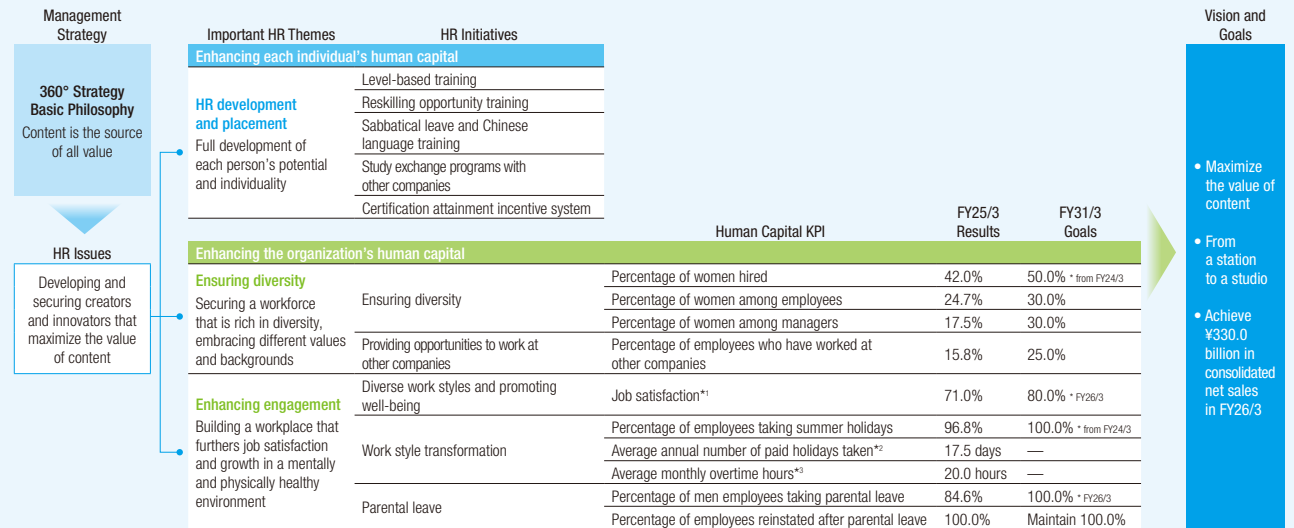 Management
Strategy
360° Strategy
Basic Philosophy
Content is the source
of all value
HR Issues
Developing and
securing creators
and innovators that
maximize the value
of content
Important HR Themes
HR Initiatives
Enhancing each individual's human capital
HR development
and placement
Full development of
each person's potential
and individuality
Level-based training
Reskilling opportunity training
Sabbatical leave and Chinese
language training
Study exchange programs with
other companies
Certification attainment incentive system
Human Capital KPI
FY25/3
Results
FY31/3
Goals
Enhancing the organization's human capital
Ensuring diversity
Securing a workforce
that is rich in diversity,
embracing different values
and backgrounds
Ensuring diversity
Percentage of women hired 42.0% 50.0% * from FY24/3
Percentage of women among employees 24.7% 30.0%
Percentage of women among managers 17.5% 30.0%
Providing opportunities to work at
other companies
Percentage of employees who have worked at
other companies
15.8% 25.0%
Enhancing engagement
Building a workplace that
furthers job satisfaction
and growth in a mentally
and physically healthy
environment
Diverse work styles and promoting
well-being
Job satisfaction*1 71.0% 80.0% * FY26/3
Work style transformation
Percentage of employees taking summer holidays 96.8% 100.0% * from FY24/3
Average annual number of paid holidays taken*2 17.5 days —
Average monthly overtime hours*3 20.0 hours —
Parental leave
Percentage of men employees taking parental leave 84.6% 100.0% * FY26/3
Percentage of employees reinstated after parental leave 100.0% Maintain 100.0%
Vision and
Goals
• Maximize
the value of
content
• From
a station
to a studio
• Achieve
¥330.0
billion in
consolidated
net sales
in FY26/3